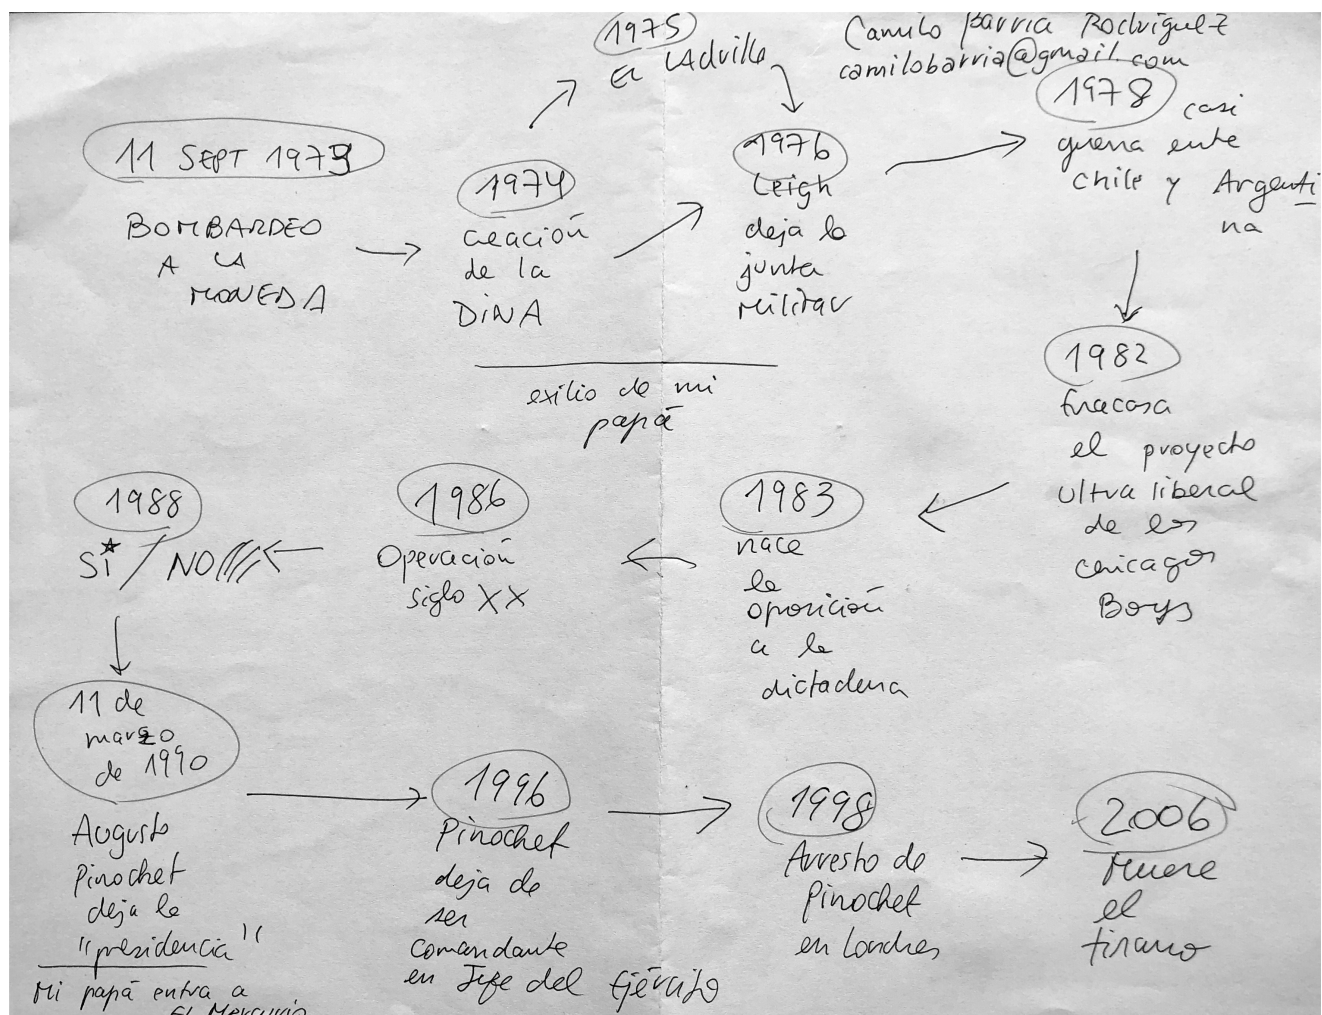 Camilo Barria Rodriguez
camilobarria@gmail.com
11 SEPT 1973
BOMBARDEO
A LA
MONEDA
1974
creación
de la
DINA
1975
El LAdrillo
1976
Leigh
deja la
junta
militar
1978
casi
guerra ente
Chile y Argenti
na
exilio de mi
papá
1982
fracasa
el proyecto
ultra liberal
de los
chicagos
Boys
1983
nace
la
oposición
a la
dictadura
1986
Operación
siglo XX
1988
Sí / NO
11 de
marzo
de 1990
Augusto
Pinochet
deja la
"presidencia"
Mi papá entra a
El Mercurio
1996
Pinochet
deja de
ser
comandante
en Jefe del Ejército
1998
Arresto de
Pinochet
en Londres
2006
Muere
el
tirano